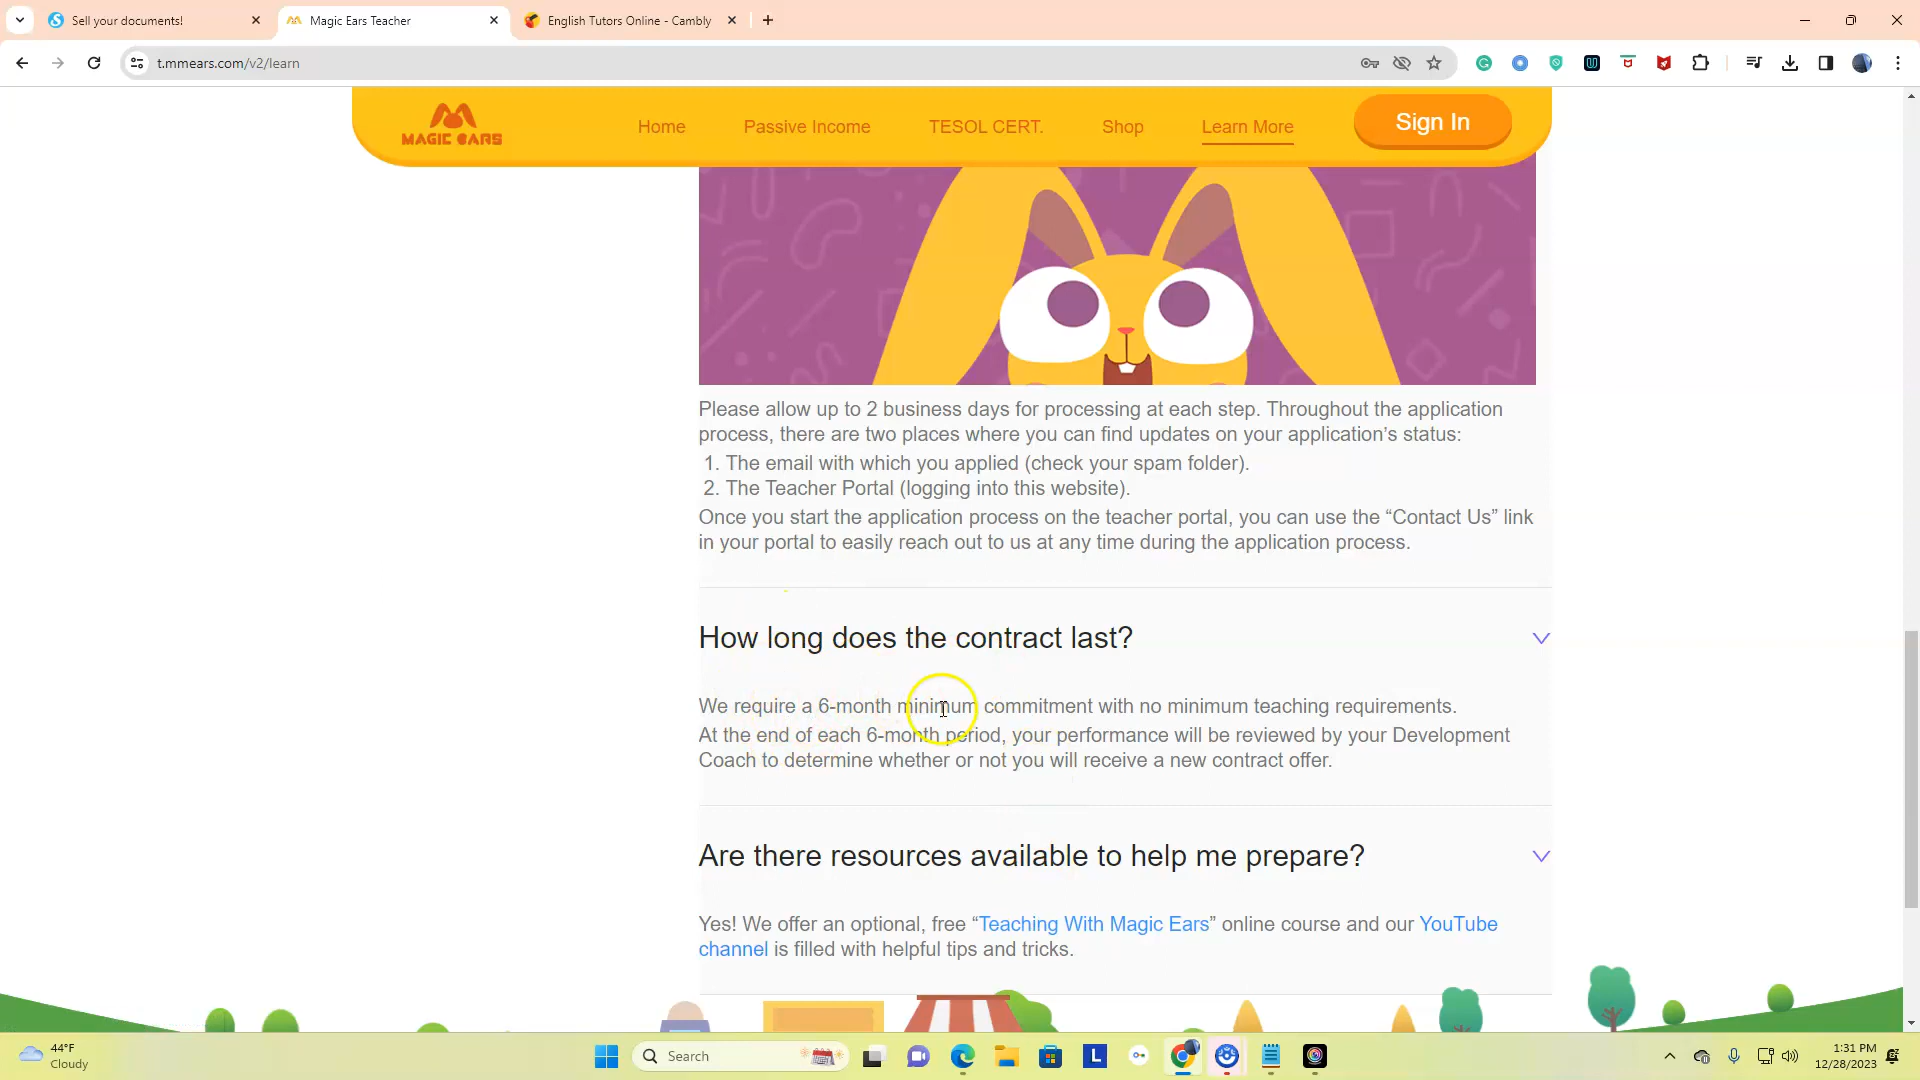 Sell your documents!
Magic Ears Teacher
English Tutors Online - Cambly
t.mmears.com/v2/learn
MAGIC EARS
Home
Passive Income
TESOL CERT.
Shop
Learn More
Sign In
Please allow up to 2 business days for processing at each step. Throughout the application
process, there are two places where you can find updates on your application’s status:
1. The email with which you applied (check your spam folder).
2. The Teacher Portal (logging into this website).
Once you start the application process on the teacher portal, you can use the “Contact Us” link
in your portal to easily reach out to us at any time during the application process.
How long does the contract last?
We require a 6-month minimum commitment with no minimum teaching requirements.
At the end of each 6-month period, your performance will be reviewed by your Development
Coach to determine whether or not you will receive a new contract offer.
Are there resources available to help me prepare?
Yes! We offer an optional, free “Teaching With Magic Ears” online course and our YouTube
channel is filled with helpful tips and tricks.
44°F
Cloudy
Search
L
1:31 PM
12/28/2023